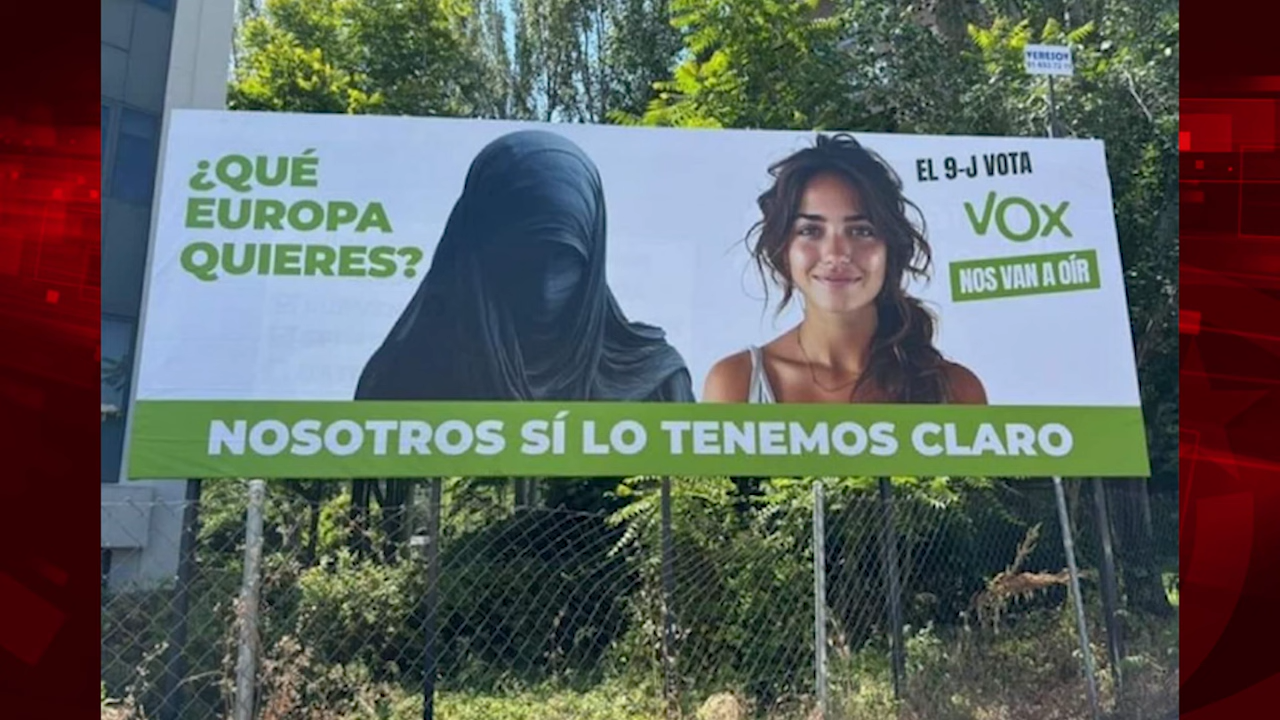 ¿QUÉ
EUROPA
QUIERES?
EL 9-J VOTA
VOX
NOS VAN A OÍR
NOSOTROS SÍ LO TENEMOS CLARO